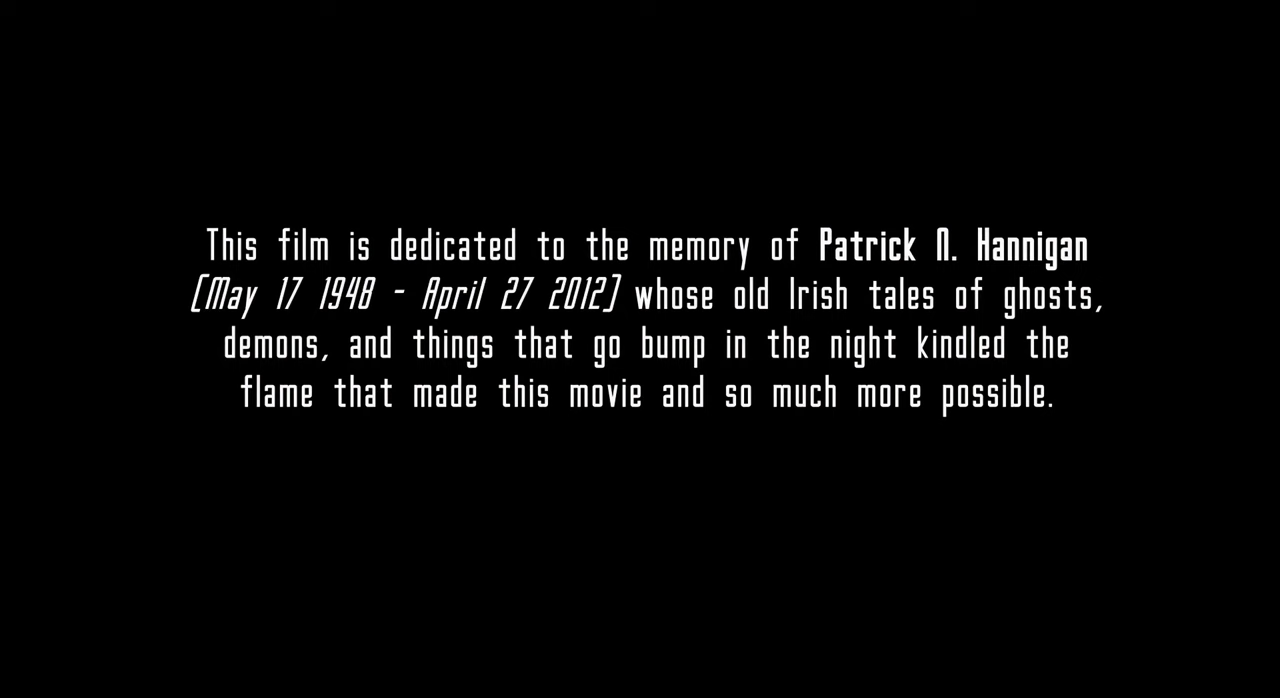 This film is dedicated to the memory of Patrick N. Hannigan
(May 17 1948 - April 27 2012) whose old Irish tales of ghosts,
demons, and things that go bump in the night kindled the
flame that made this movie and so much more possible.